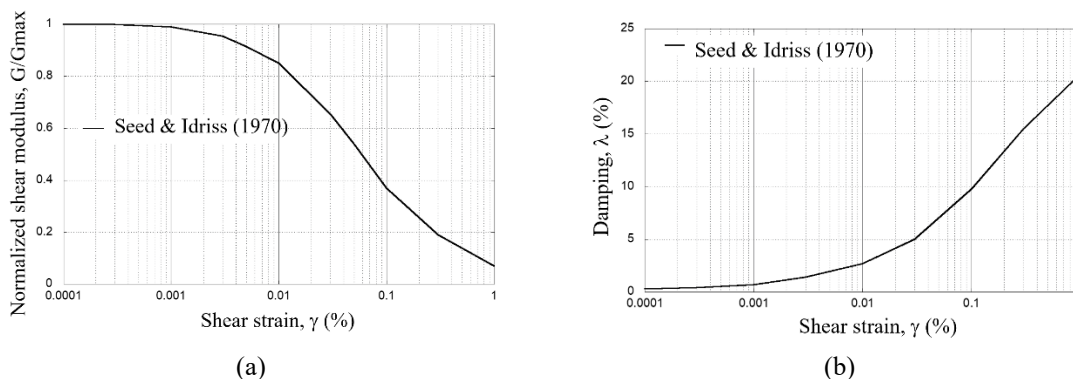 Normalized shear modulus, G/Gmax
1
0.8
0.6
0.4
0.2
0
Seed & Idriss (1970)
0.0001
0.001
0.01
0.1
1
Shear strain, γ (%)
(a)
Damping, λ (%)
25
20
15
10
5
0
Seed & Idriss (1970)
0.0001
0.001
0.01
0.1
Shear strain, γ (%)
(b)